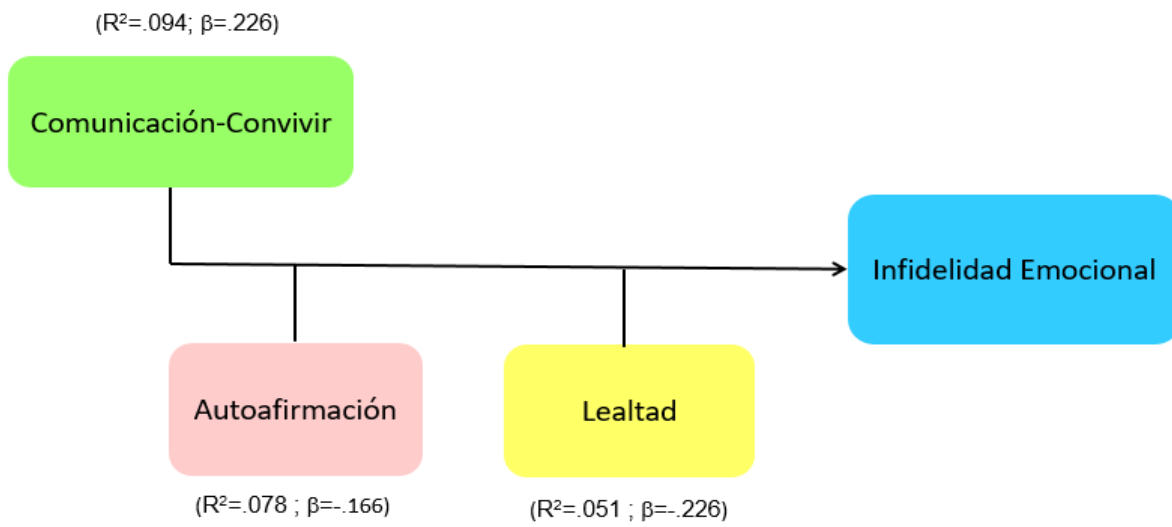 (R²=.094; β=.226)
Comunicación-Convivir
Infidelidad Emocional
Autoafirmación
Lealtad
(R²=.078 ; β=-.166)
(R²=.051 ; β=-.226)